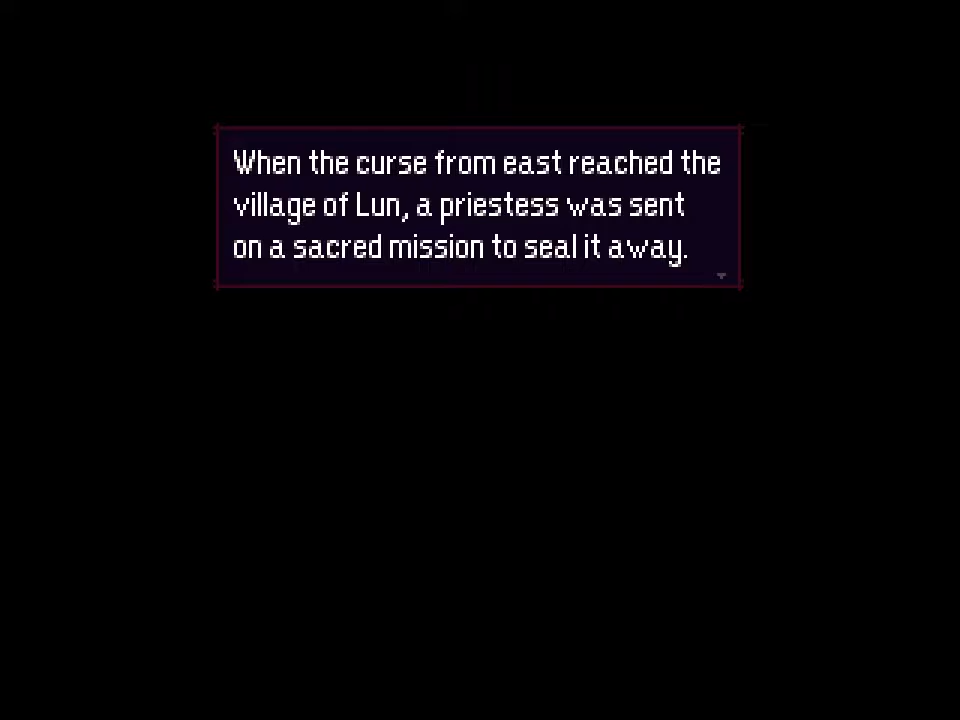 When the curse from east reached the
village of Lun, a priestess was sent
on a sacred mission to seal it away.